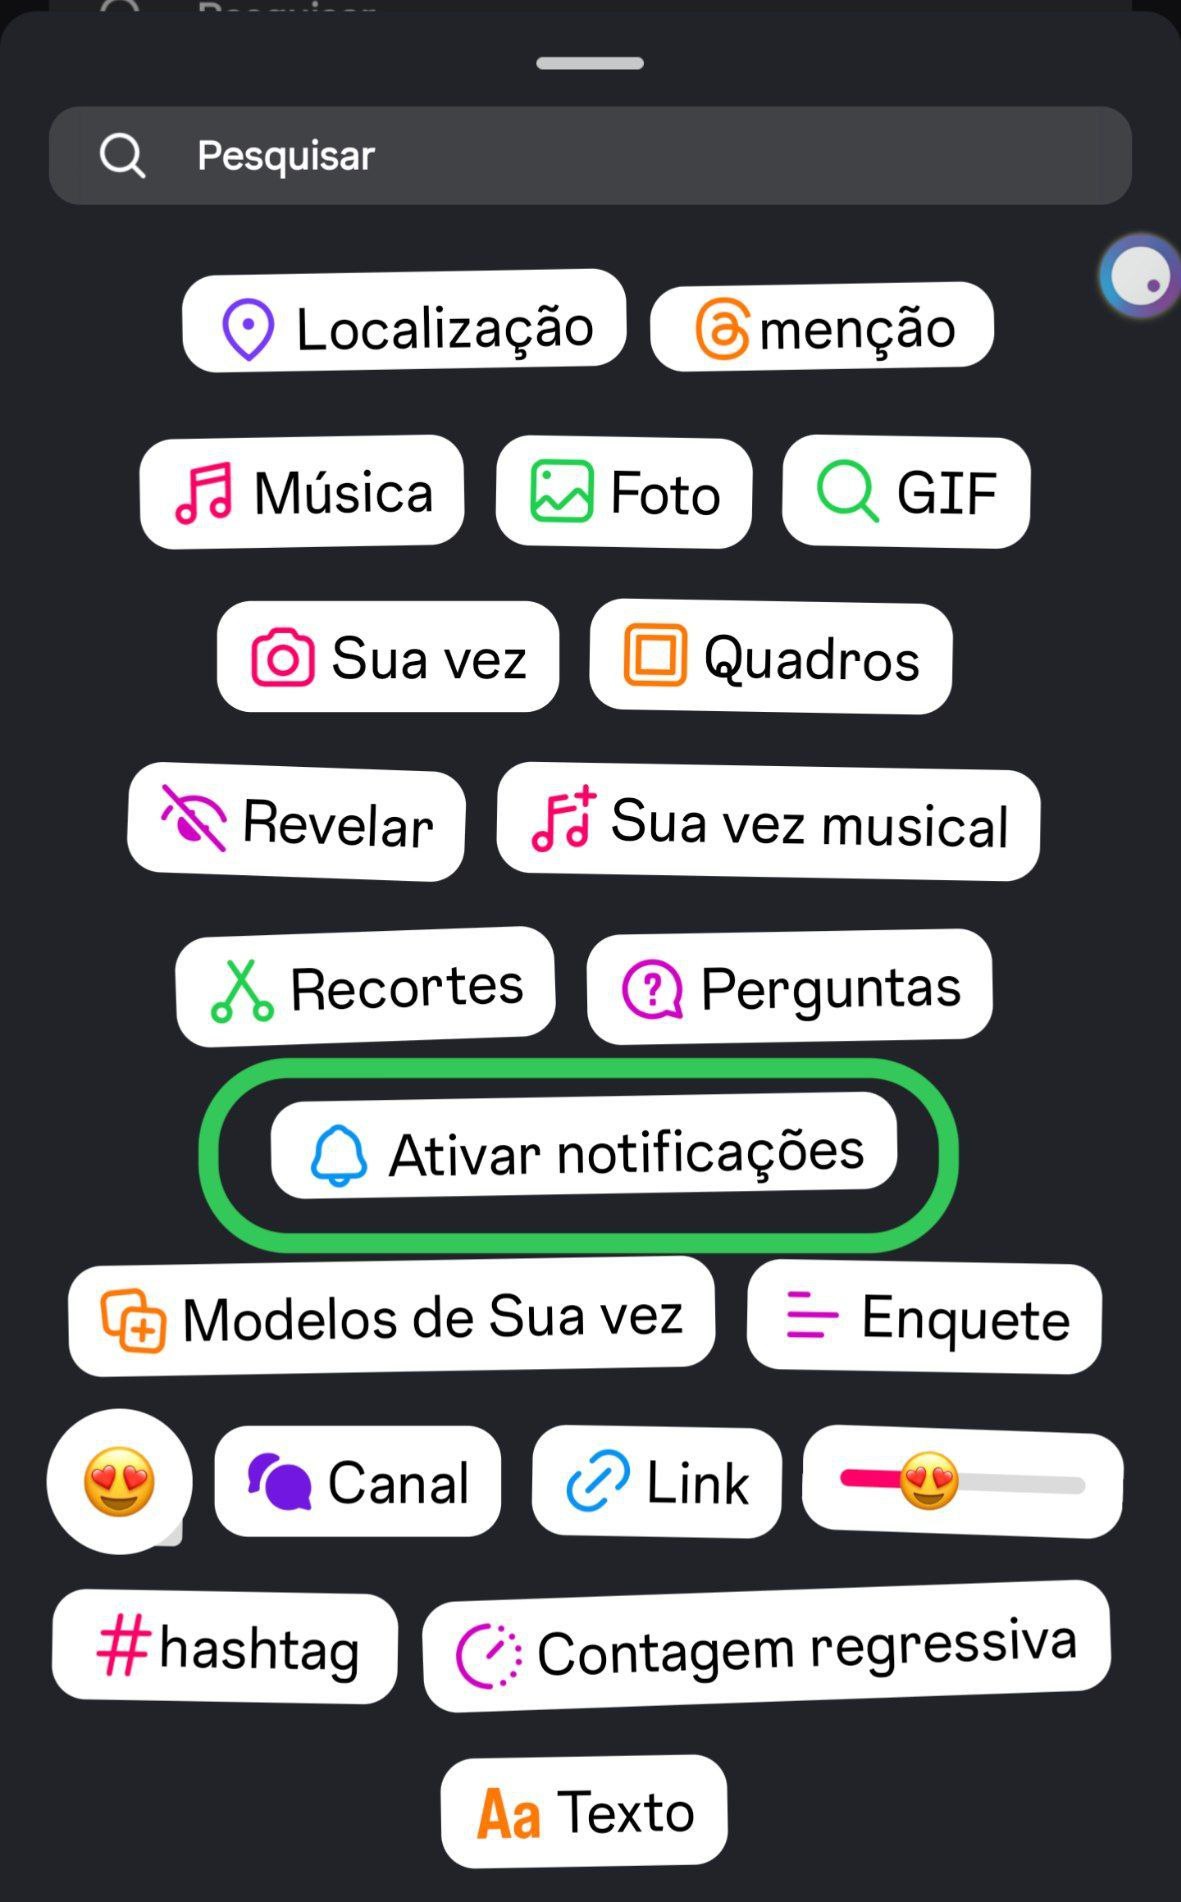 Pesquisar
Localização
menção
Música
Foto
GIF
Sua vez
Quadros
Revelar
Sua vez musical
Recortes
Perguntas
Ativar notificações
Modelos de Sua vez
Enquete
Canal
Link
#hashtag
Contagem regressiva
Aa Texto